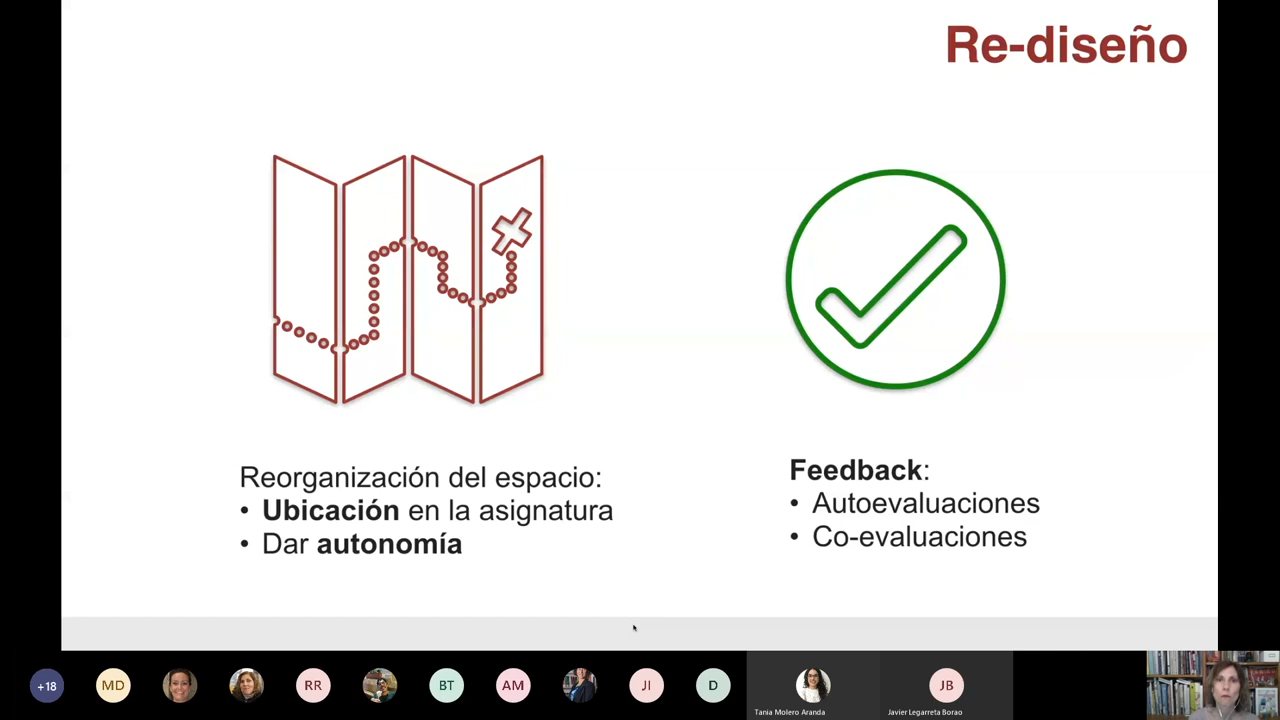 Re-diseño
Reorganización del espacio:
• Ubicación en la asignatura
• Dar autonomía
Feedback:
• Autoevaluaciones
• Co-evaluaciones
+18
MD
RR
BT
AM
JI
D
Tania Molero Aranda
JB
Javier Legarreta Borao